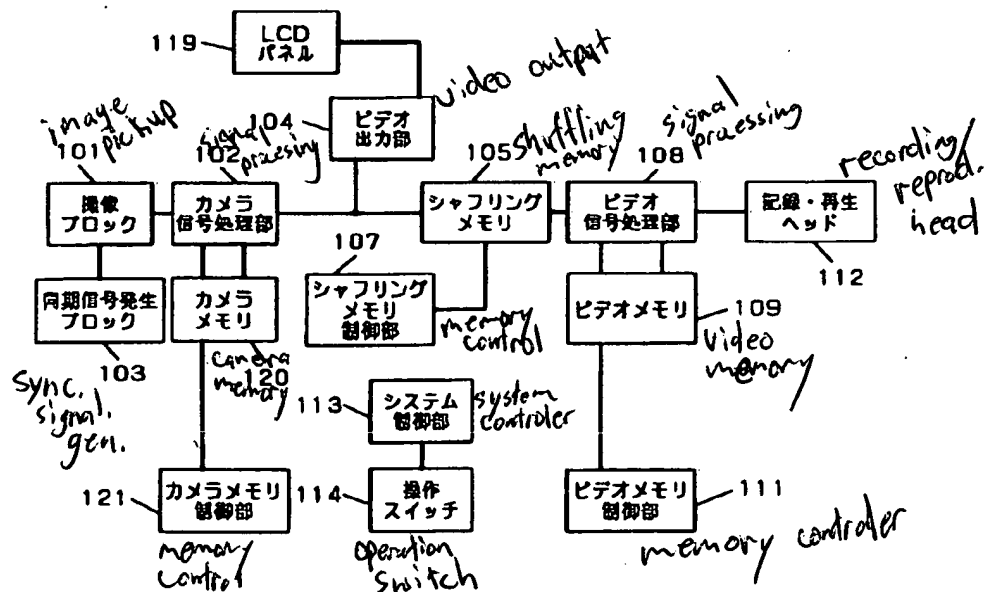 119
LCD
パネル
video output
image
pickup
101
signal
prcesing
102
104
ビデオ
出力部
105
shuffling
memory
signal
prcessing
108
recording/
reprod.
head
撮像
ブロック
カメラ
信号処理部
シャフリング
メモリ
ビデオ
信号処理部
記録・再生
ヘッド
112
107
同期信号発生
ブロック
カメラ
メモリ
シャフリング
メモリ
制御部
memory
control
ビデオメモリ
109
video
memory
103
sync.
signal.
gen.
camera
memory
120
113
システム
制御部
system
controler
121
カメラメモリ
制御部
memory
control
114
操作
スイッチ
operation
switch
ビデオメモリ
制御部
111
memory controler